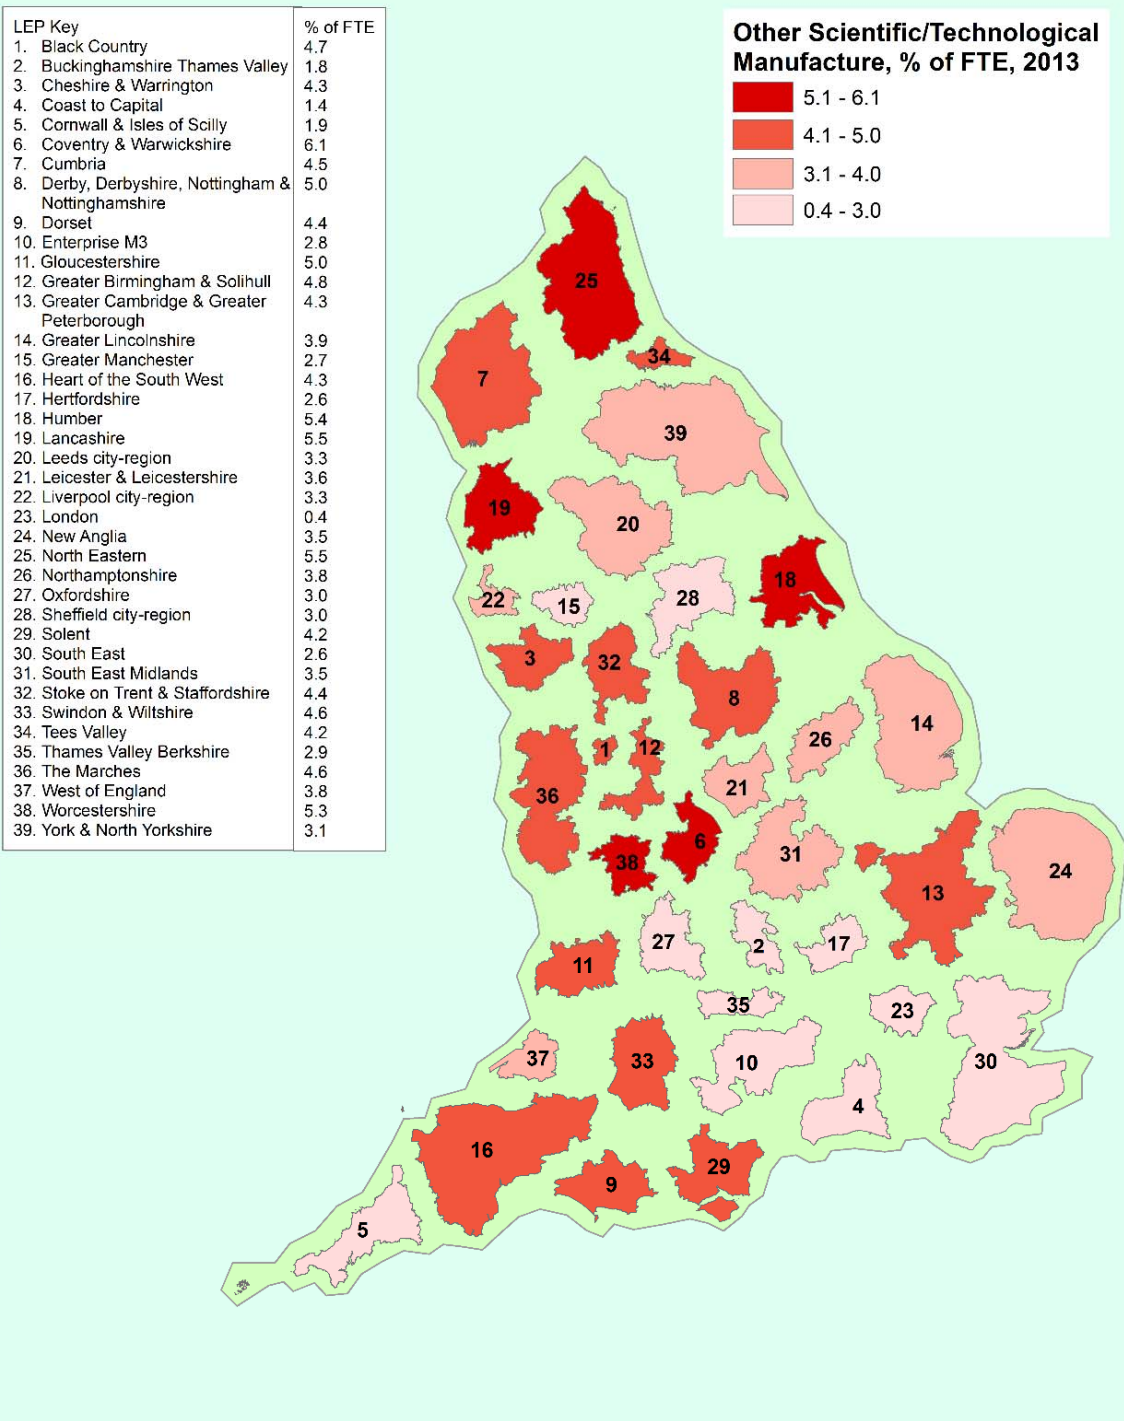 LEP Key % of FTE
1. Black Country 4.7
2. Buckinghamshire Thames Valley 1.8
3. Cheshire & Warrington 4.3
4. Coast to Capital 1.4
5. Cornwall & Isles of Scilly 1.9
6. Coventry & Warwickshire 6.1
7. Cumbria 4.5
8. Derby, Derbyshire, Nottingham & 5.0
Nottinghamshire
9. Dorset 4.4
10. Enterprise M3 2.8
11. Gloucestershire 5.0
12. Greater Birmingham & Solihull 4.8
13. Greater Cambridge & Greater 4.3
Peterborough
14. Greater Lincolnshire 3.9
15. Greater Manchester 2.7
16. Heart of the South West 4.3
17. Hertfordshire 2.6
18. Humber 5.4
19. Lancashire 5.5
20. Leeds city-region 3.3
21. Leicester & Leicestershire 3.6
22. Liverpool city-region 3.3
23. London 0.4
24. New Anglia 3.5
25. North Eastern 5.5
26. Northamptonshire 3.8
27. Oxfordshire 3.0
28. Sheffield city-region 3.0
29. Solent 4.2
30. South East 2.6
31. South East Midlands 3.5
32. Stoke on Trent & Staffordshire 4.4
33. Swindon & Wiltshire 4.6
34. Tees Valley 4.2
35. Thames Valley Berkshire 2.9
36. The Marches 4.6
37. West of England 3.8
38. Worcestershire 5.3
39. York & North Yorkshire 3.1
Other Scientific/Technological
Manufacture, % of FTE, 2013
5.1 - 6.1
4.1 - 5.0
3.1 - 4.0
0.4 - 3.0
25
34
7
39
19
20
18
22
15
28
3
32
8
14
26
1
12
21
36
6
31
38
24
13
27
2
17
11
35
23
37
33
10
30
4
16
29
9
5